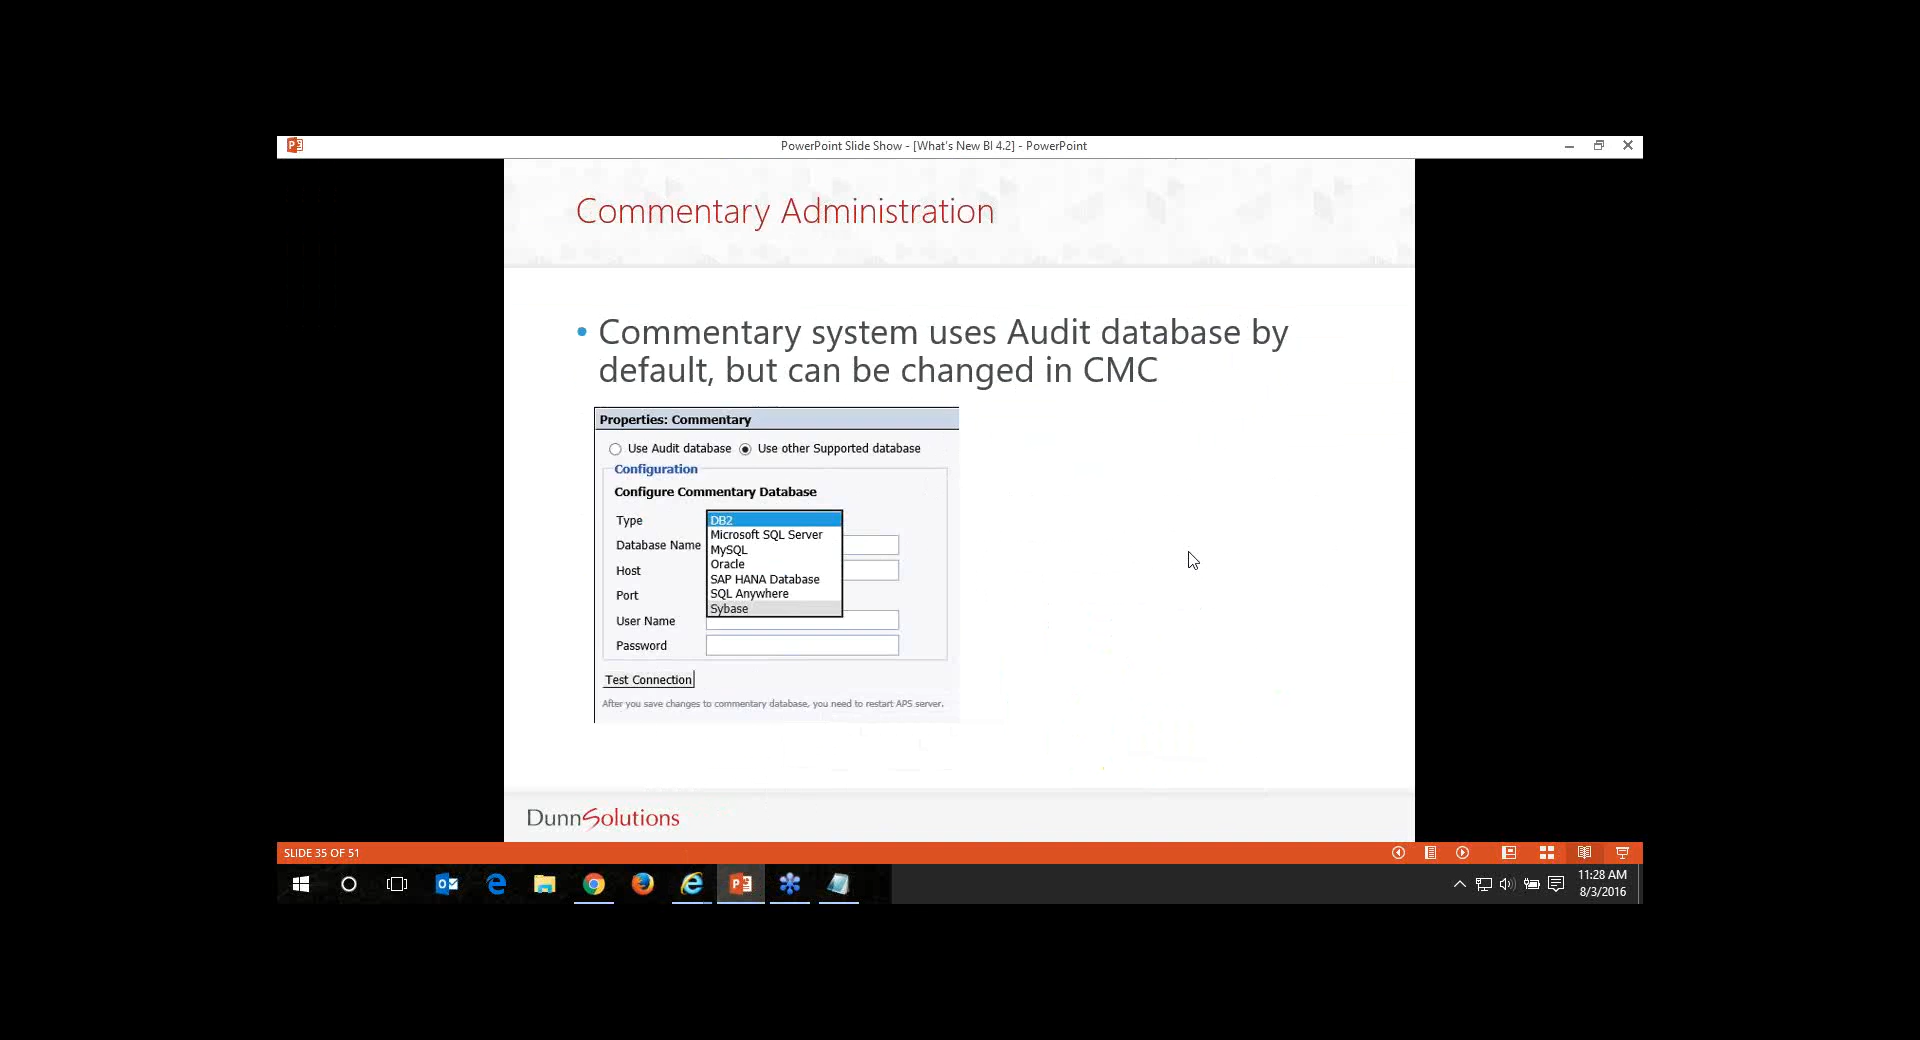 PowerPoint Slide Show - [What's New BI 4.2] - PowerPoint
Commentary Administration
• Commentary system uses Audit database by
default, but can be changed in CMC
Properties: Commentary
Use Audit database Use other Supported database
Configuration
Configure Commentary Database
Type
DB2
Microsoft SQL Server
Database Name
MySQL
Oracle
Host
SAP HANA Database
Port
SQL Anywhere
Sybase
User Name
Password
Test Connection
After you save changes to commentary database, you need to restart APS server.
DunnSolutions
SLIDE 35 OF 51
11:28 AM
8/3/2016